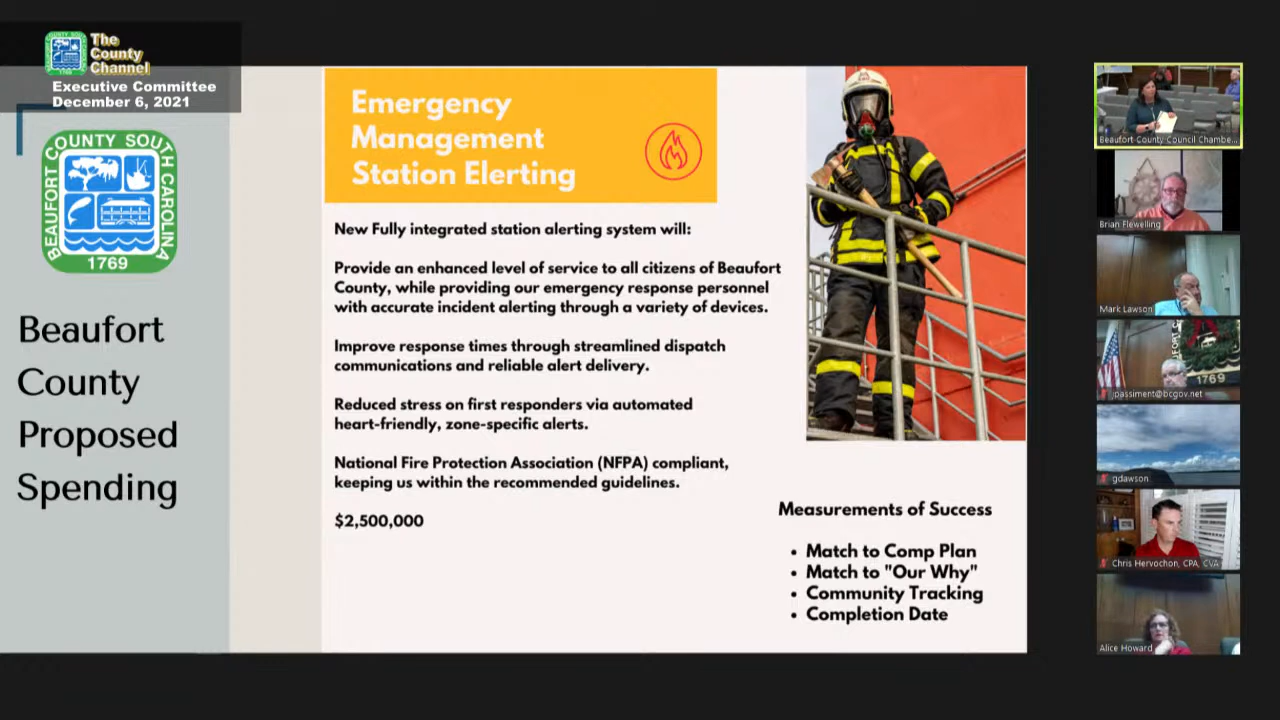 The
County
Channel
Executive Committee
December 6, 2021
BEAUFORT COUNTY SOUTH CAROLINA
1769
Beaufort
County
Proposed
Spending
Emergency
Management
Station Elerting
New Fully integrated station alerting system will:
Provide an enhanced level of service to all citizens of Beaufort
County, while providing our emergency response personnel
with accurate incident alerting through a variety of devices.
Improve response times through streamlined dispatch
communications and reliable alert delivery.
Reduced stress on first responders via automated
heart-friendly, zone-specific alerts.
National Fire Protection Association (NFPA) compliant,
keeping us within the recommended guidelines.
$2,500,000
Measurements of Success
• Match to Comp Plan
• Match to "Our Why"
• Community Tracking
• Completion Date
Beaufort County Council Chambe...
Brian Flewelling
Mark Lawson
1769
jpassiment@bcgov.net
gdawson
Chris Hervochon, CPA, CVA
Alice Howard